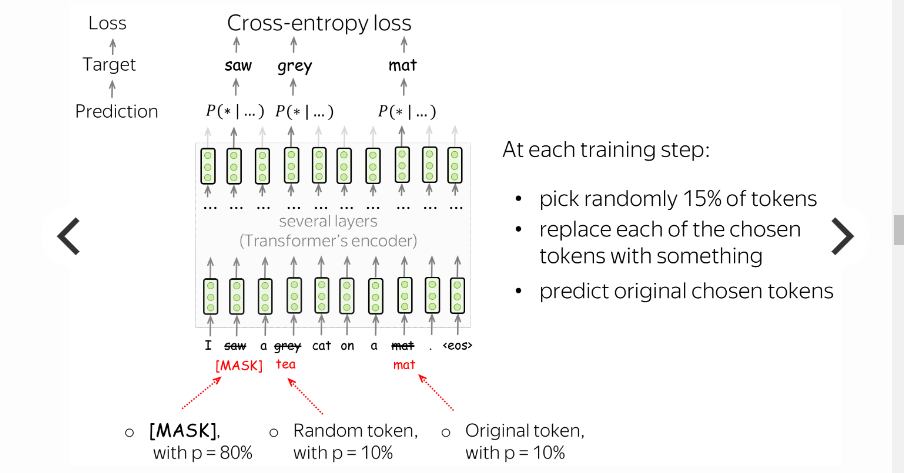 Loss
Cross-entropy loss
Target
saw grey mat
Prediction
P(* | ...) P(* | ...) P(* | ...)
At each training step:
• pick randomly 15% of tokens
• replace each of the chosen
tokens with something
• predict original chosen tokens
... ... ... ... ... ... ... ... ... ...
several layers
(Transformer's encoder)
I saw a grey cat on a mat . <eos>
[MASK] tea mat
○ [MASK],
with p = 80%
○ Random token,
with p = 10%
○ Original token,
with p = 10%